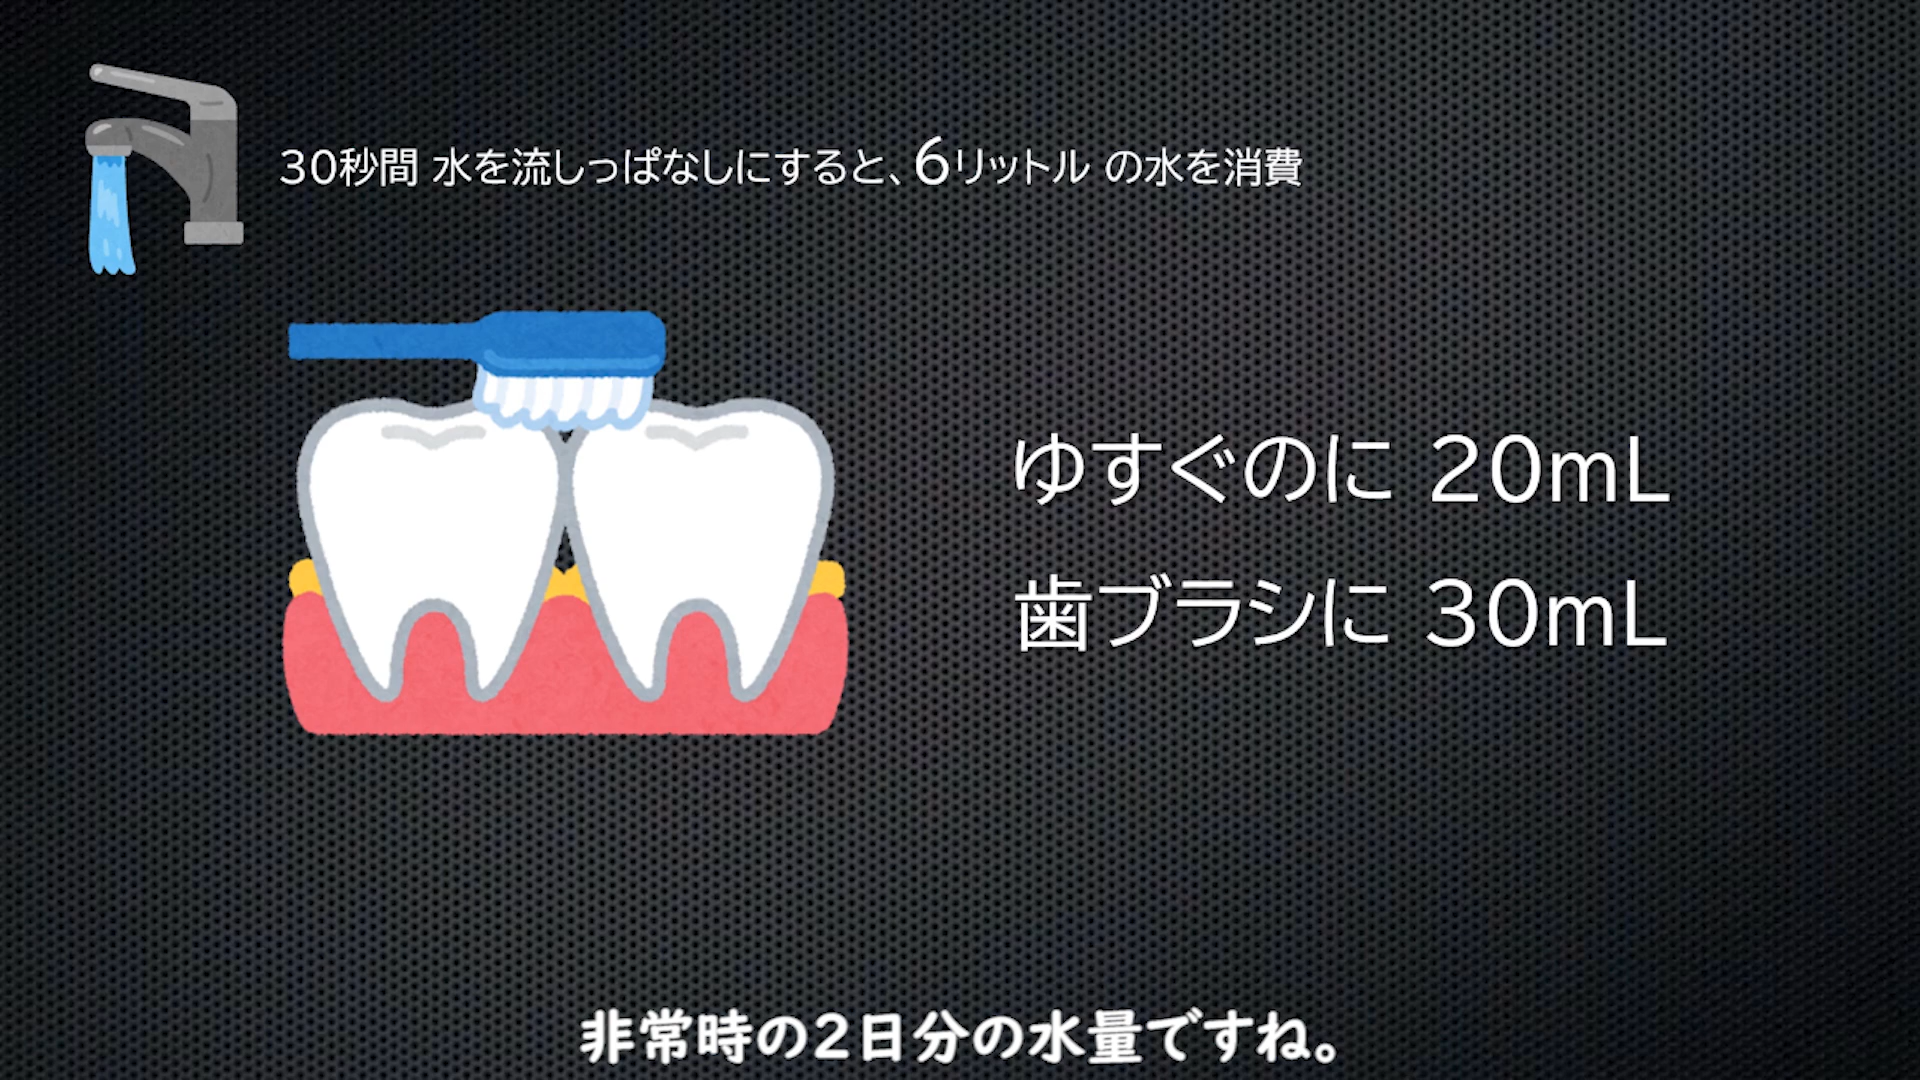 30秒間 水を流しっぱなしにすると、6リットル の水を消費
ゆすぐのに 20mL
歯ブラシに 30mL
非常時の2日分の水量ですね。